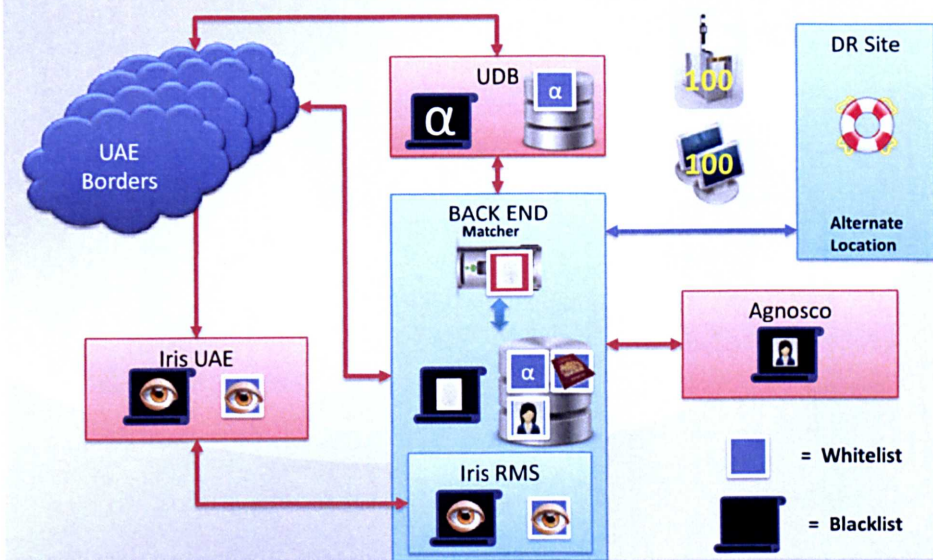 UDB
α
α
100
100
DR Site
Alternate
Location
UAE
Borders
BACK END
Matcher
Iris UAE
α
Agnosco
Iris RMS
= Whitelist
= Blacklist